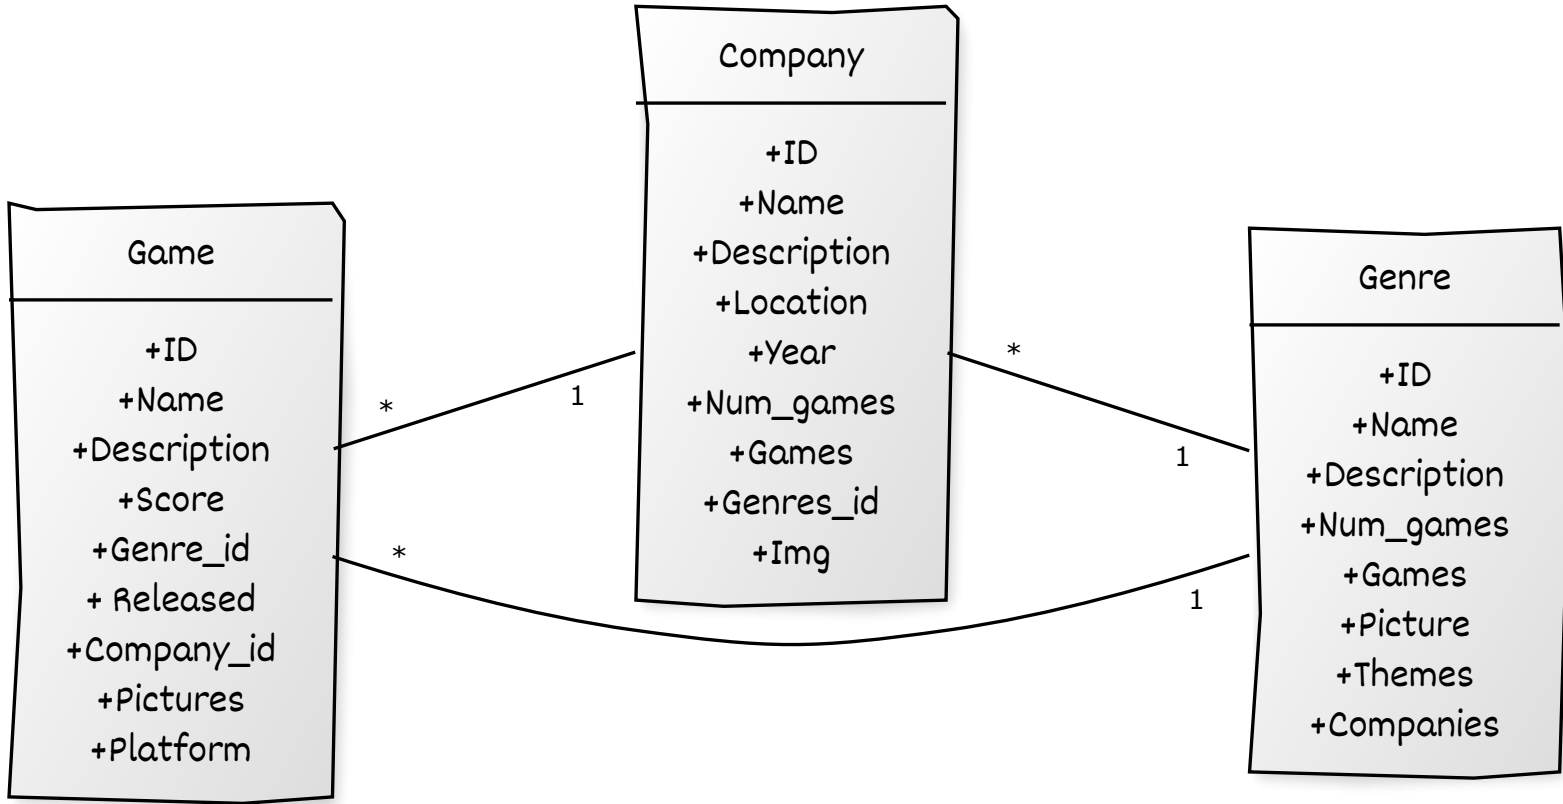 Company
+ID
+Name
+Description
+Location
+Year
+Num_games
+Games
+Genres_id
+Img
Game
+ID
+Name
+Description
+Score
+Genre_id
+ Released
+Company_id
+Pictures
+Platform
Genre
+ID
+Name
+Description
+Num_games
+Games
+Picture
+Themes
+Companies
*
1
*
1
*
1